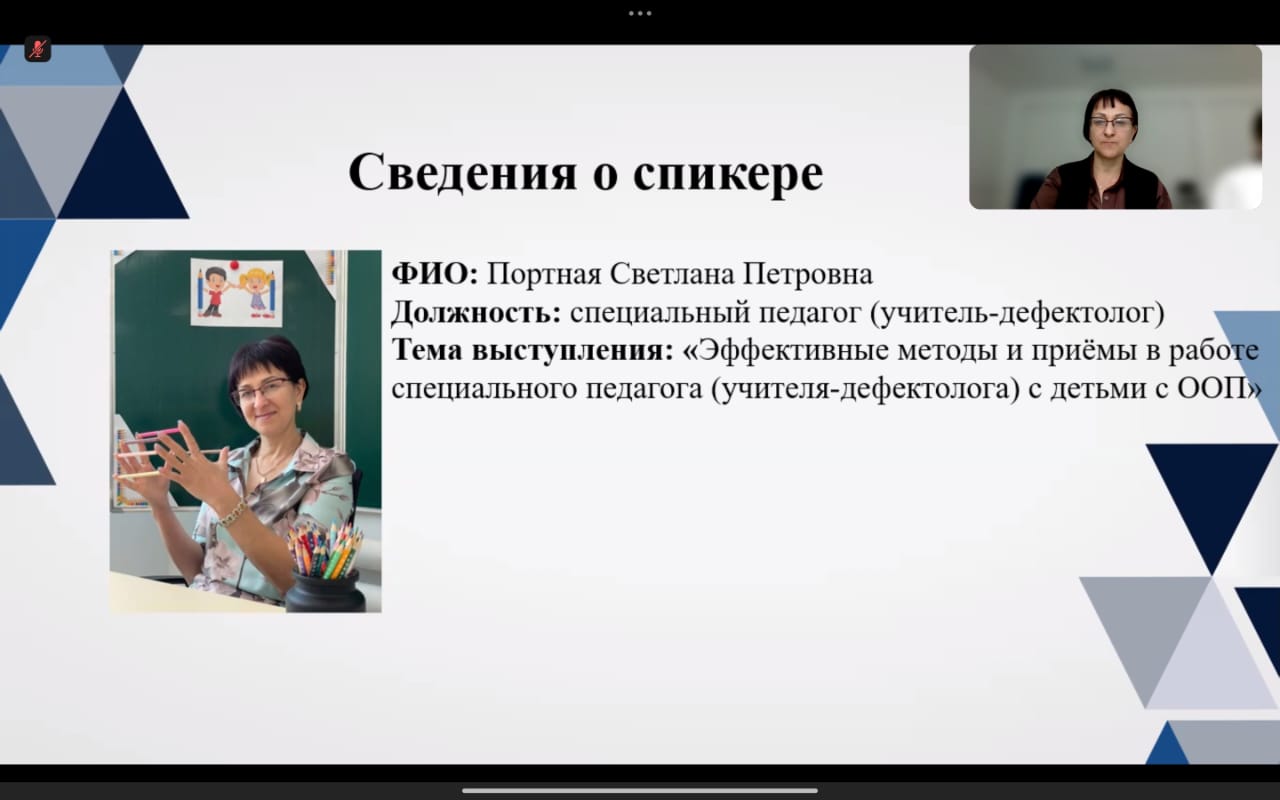 Сведения о спикере
ФИО: Портная Светлана Петровна
Должность: специальный педагог (учитель-дефектолог)
Тема выступления: «Эффективные методы и приёмы в работе
специального педагога (учителя-дефектолога) с детьми с ООП»